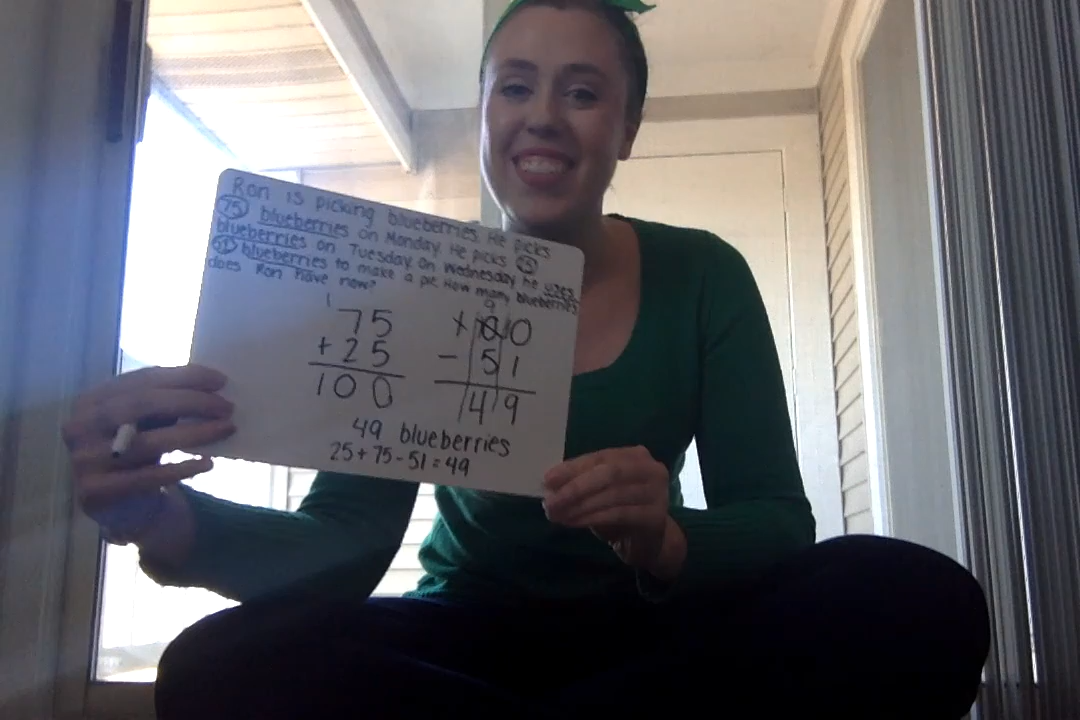 Ron is picking blueberries. He picks
75 blueberries on Monday. He picks 25
blueberries on Tuesday. On Wednesday he uses
51 blueberries to make a pie. How many blueberries
does Ron have now?
1
75
+ 25
100
9
100
- 51
49
49 blueberries
25 + 75 - 51 = 49